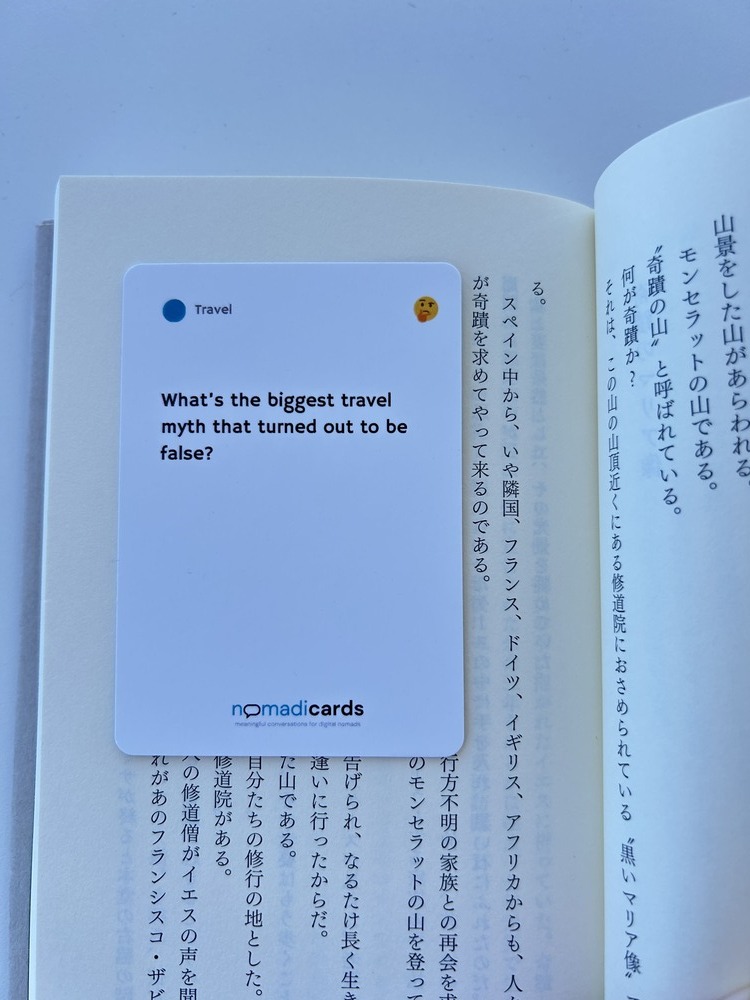 山景をした山があらわれる。
モンセラットの山である。
〝奇蹟の山〟と呼ばれている。
何が奇蹟か?
それは、この山の山頂近くにある修道院におさめられている〝黒いマリア像〟
る。
スペイン中から、いや隣国、フランス、ドイツ、イギリス、アフリカからも、人
が奇蹟を求めてやって来るのである。
行方不明の家族との再会を求
のモンセラットの山を登って
告げられ、なるたけ長く生き
逢いに行ったからだ。
た山である。
自分たちの修行の地とした。
修道院がある。
の修道僧がイエスの声を聞
れがあのフランシスコ・ザビ
Travel
What's the biggest travel
myth that turned out to be
false?
nomadicards
meaningful conversations for digital nomads